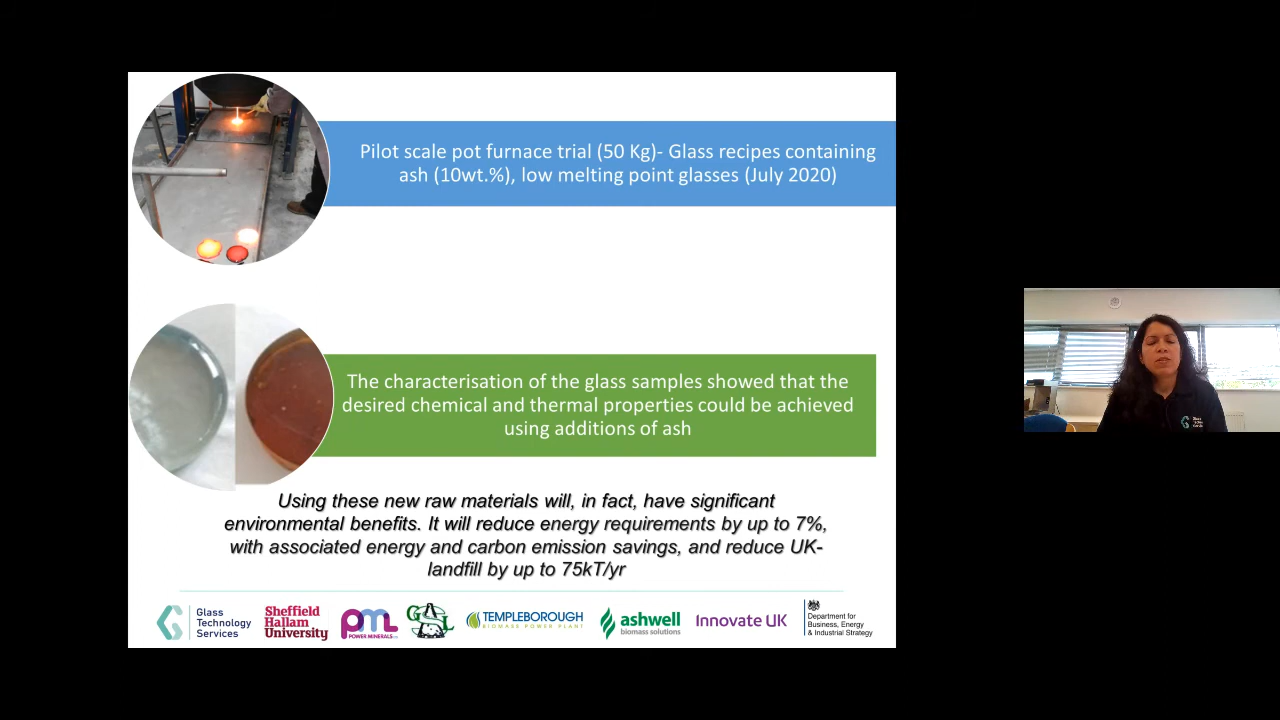 Pilot scale pot furnace trial (50 Kg)- Glass recipes containing
ash (10wt.%), low melting point glasses (July 2020)
The characterisation of the glass samples showed that the
desired chemical and thermal properties could be achieved
using additions of ash
Using these new raw materials will, in fact, have significant
environmental benefits. It will reduce energy requirements by up to 7%,
with associated energy and carbon emission savings, and reduce UK-
landfill by up to 75kT/yr
Glass
Technology
Services
Sheffield
Hallam
University
pml
POWER MINERALS
GSL
TEMPLEBOROUGH
BIOMASS POWER PLANT
ashwell
biomass solutions
Innovate UK
Department for
Business, Energy
& Industrial Strategy